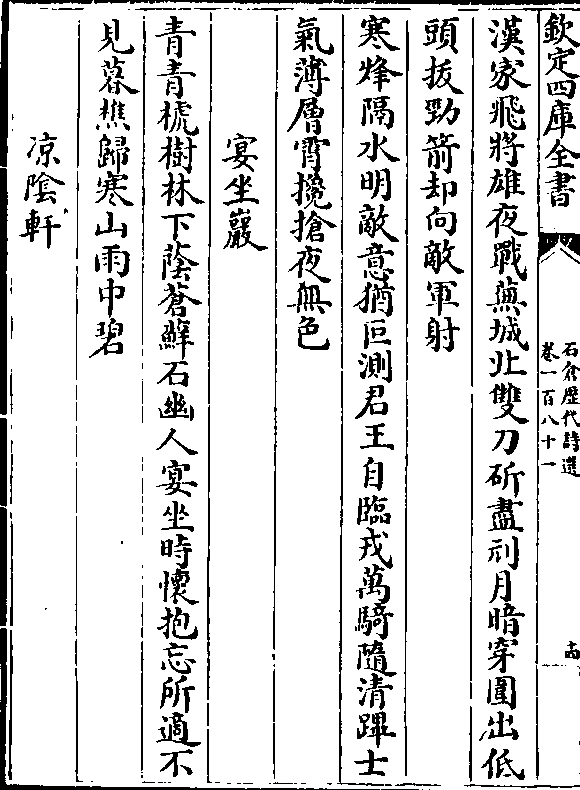 欽定四庫全書
石倉歷代詩選
卷一百八十一
漢家飛將雄夜戰蕪城北雙刀斫盡刓月暗穿圍出低
頭拔勁箭却向敵軍射
寒烽隔水明敵意猶叵測君王自臨戎萬騎隨清蹕士
氣薄層霄攙搶夜無色
宴坐巖
青青椶樹林下蔭蒼蘚石幽人宴坐時懷抱忘所適不
見暮樵歸寒山雨中碧
凉陰軒